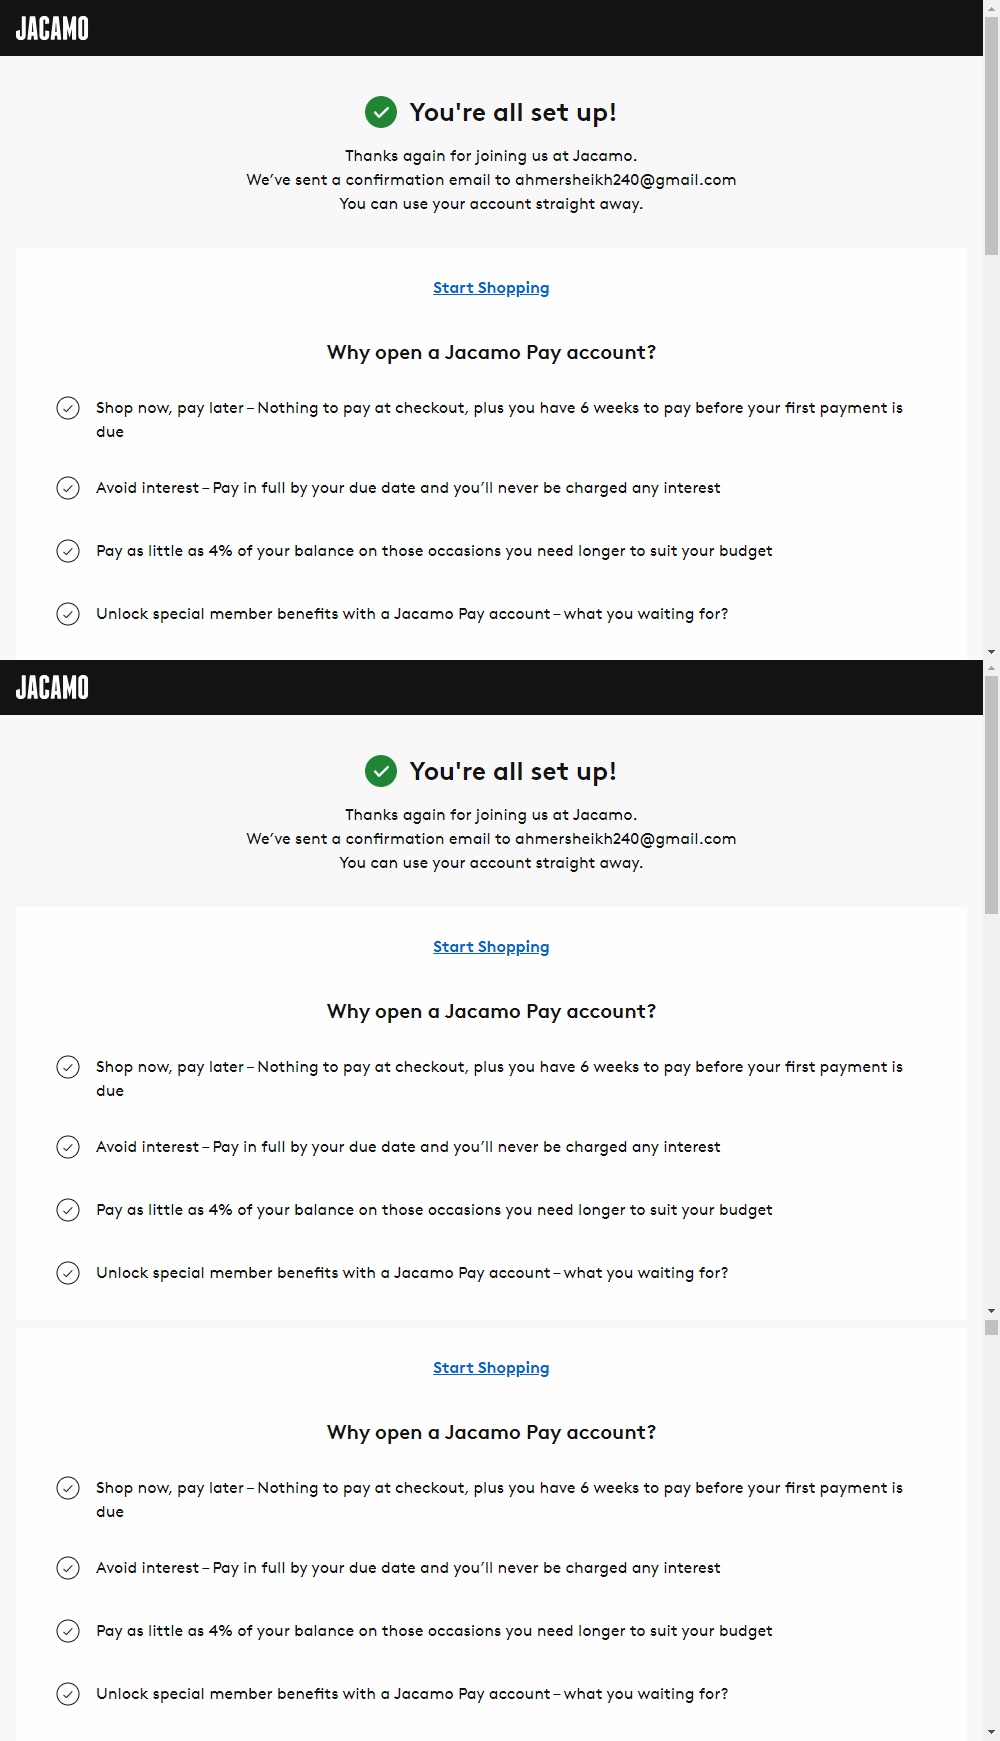 JACAMO
You're all set up!
Thanks again for joining us at Jacamo.
We’ve sent a confirmation email to ahmersheikh240@gmail.com
You can use your account straight away.
Start Shopping
Why open a Jacamo Pay account?
Shop now, pay later – Nothing to pay at checkout, plus you have 6 weeks to pay before your first payment is
due
Avoid interest – Pay in full by your due date and you’ll never be charged any interest
Pay as little as 4% of your balance on those occasions you need longer to suit your budget
Unlock special member benefits with a Jacamo Pay account – what you waiting for?
JACAMO
You're all set up!
Thanks again for joining us at Jacamo.
We’ve sent a confirmation email to ahmersheikh240@gmail.com
You can use your account straight away.
Start Shopping
Why open a Jacamo Pay account?
Shop now, pay later – Nothing to pay at checkout, plus you have 6 weeks to pay before your first payment is
due
Avoid interest – Pay in full by your due date and you’ll never be charged any interest
Pay as little as 4% of your balance on those occasions you need longer to suit your budget
Unlock special member benefits with a Jacamo Pay account – what you waiting for?
Start Shopping
Why open a Jacamo Pay account?
Shop now, pay later – Nothing to pay at checkout, plus you have 6 weeks to pay before your first payment is
due
Avoid interest – Pay in full by your due date and you’ll never be charged any interest
Pay as little as 4% of your balance on those occasions you need longer to suit your budget
Unlock special member benefits with a Jacamo Pay account – what you waiting for?